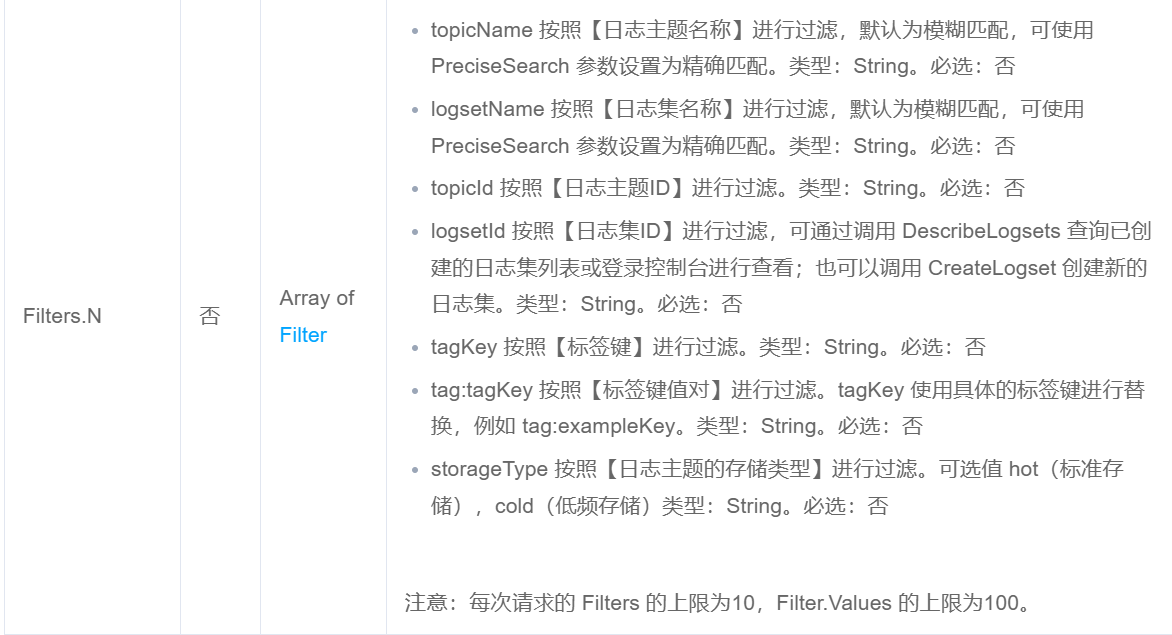 topicName 按照【日志主题名称】进行过滤，默认为模糊匹配，可使用
PreciseSearch 参数设置为精确匹配。类型：String。必选：否
logsetName 按照【日志集名称】进行过滤，默认为模糊匹配，可使用
PreciseSearch 参数设置为精确匹配。类型：String。必选：否
topicId 按照【日志主题ID】进行过滤。类型：String。必选：否
logsetId 按照【日志集ID】进行过滤，可通过调用 DescribeLogsets 查询已创
建的日志集列表或登录控制台进行查看；也可以调用 CreateLogset 创建新的
日志集。类型：String。必选：否
Filters.N
否
Array of
Filter
tagKey 按照【标签键】进行过滤。类型：String。必选：否
tag:tagKey 按照【标签键值对】进行过滤。tagKey 使用具体的标签键进行替
换，例如 tag:exampleKey。类型：String。必选：否
storageType 按照【日志主题的存储类型】进行过滤。可选值 hot（标准存
储），cold（低频存储）类型：String。必选：否
注意：每次请求的 Filters 的上限为10，Filter.Values 的上限为100。